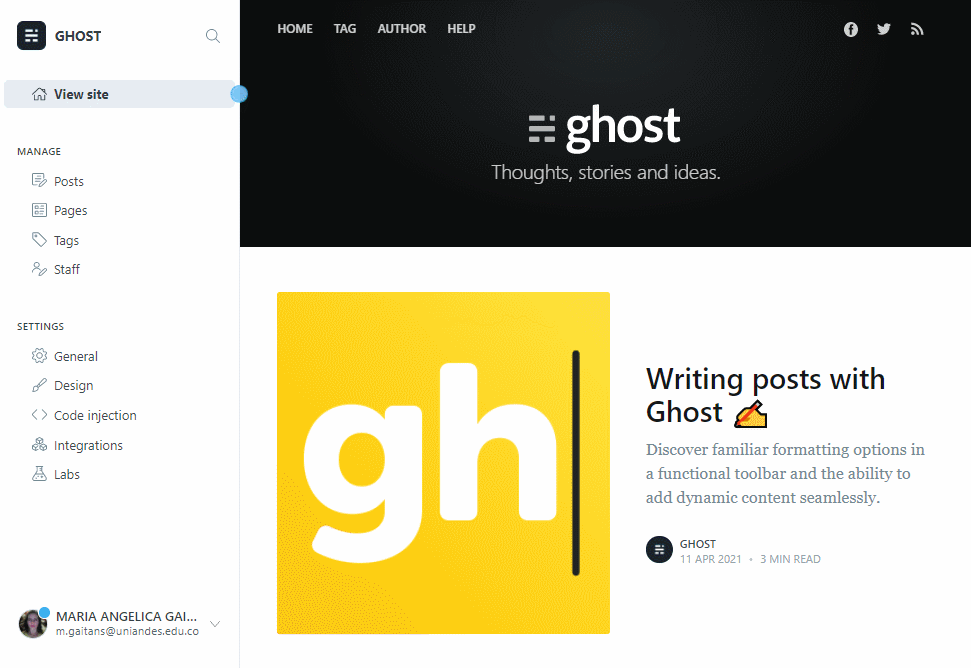 GHOST
View site
MANAGE
Posts
Pages
Tags
Staff
SETTINGS
General
Design
Code injection
Integrations
Labs
MARIA ANGELICA GAI...
m.gaitans@uniandes.edu.co
HOME TAG AUTHOR HELP
ghost
Thoughts, stories and ideas.
gh
Writing posts with
Ghost ✍
Discover familiar formatting options in
a functional toolbar and the ability to
add dynamic content seamlessly.
GHOST
11 APR 2021 • 3 MIN READ